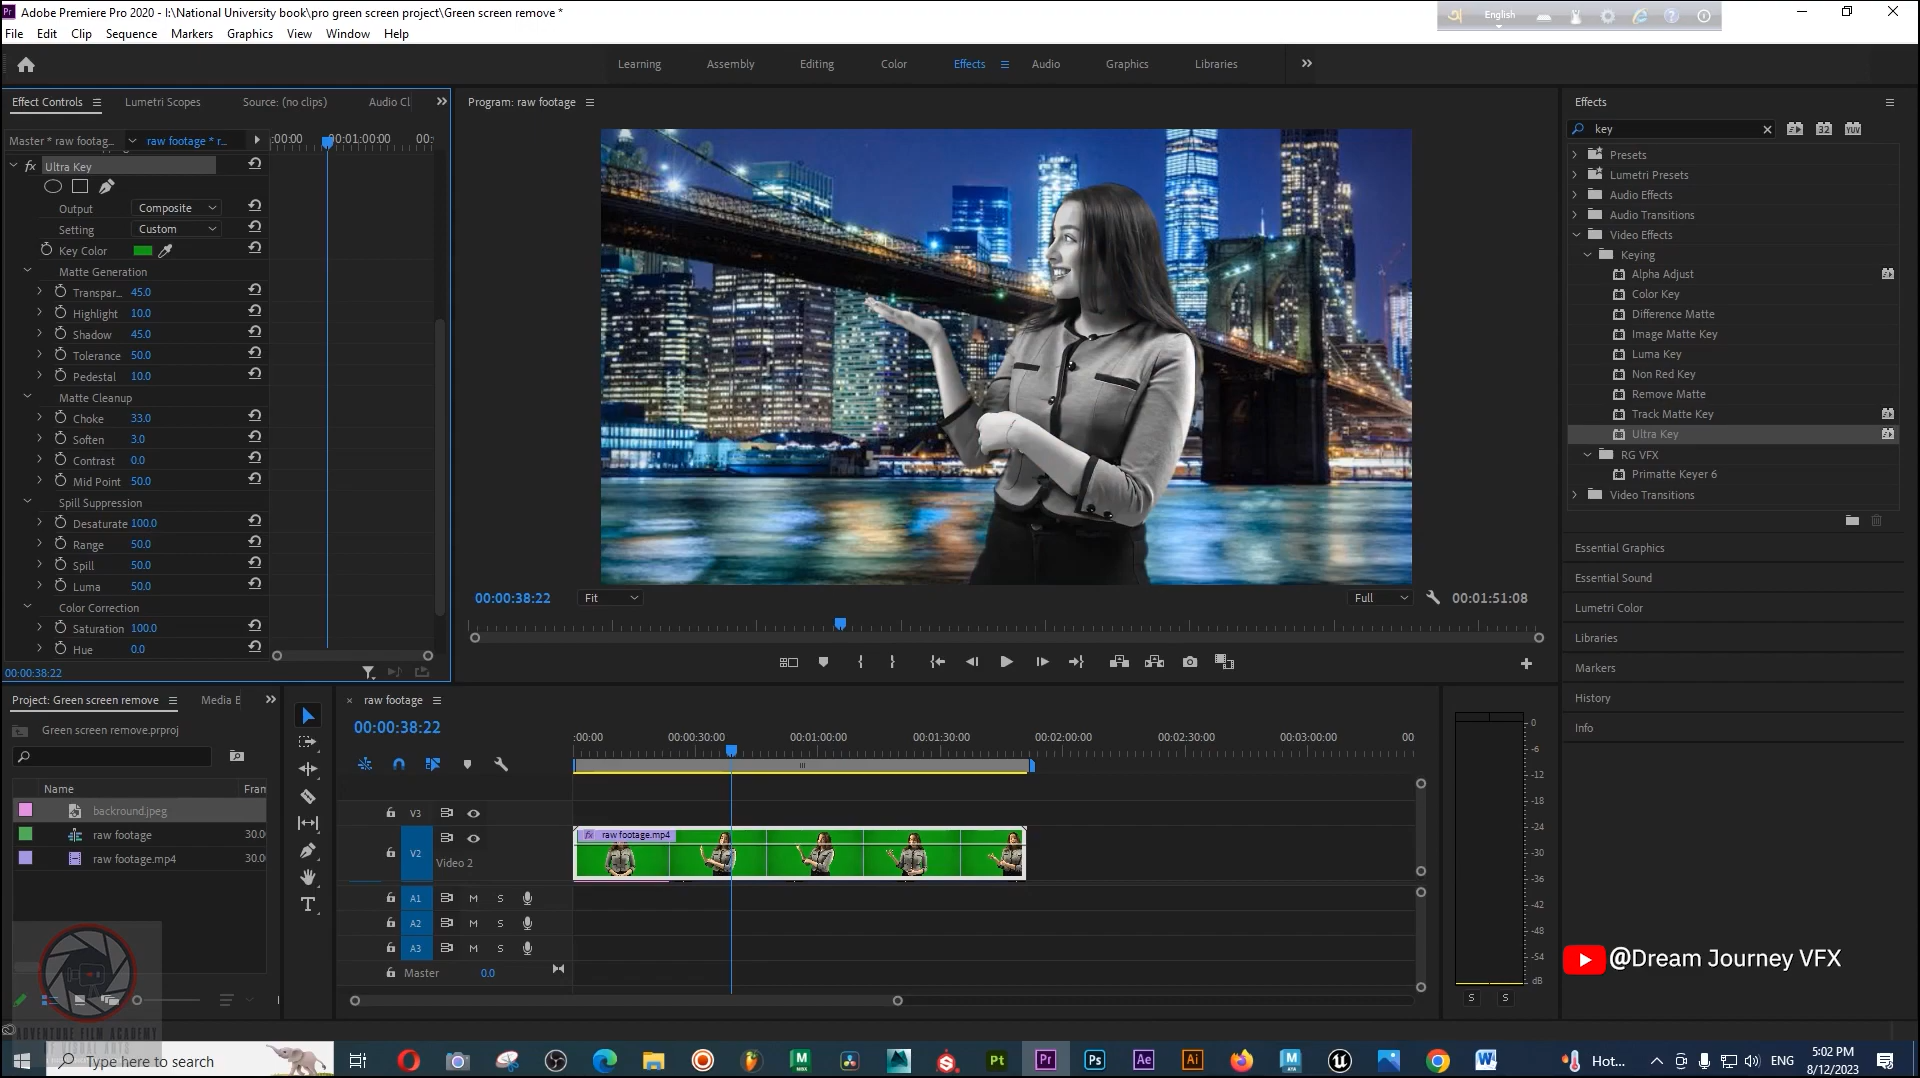 Adobe Premiere Pro 2020 - I:\National University book\pro green screen project\Green screen remove *
English
File Edit Clip Sequence Markers Graphics View Window Help
Learning Assembly Editing Color Effects Audio Graphics Libraries
Effect Controls Lumetri Scopes Source: (no clips) Audio Cl
Program: raw footage
Effects
Master * raw footag... raw footage * r... :00:00 00:01:00:00 00:
key
Ultra Key
Output Composite
Setting Custom
Key Color
Matte Generation
Transpar... 45.0
Highlight 10.0
Shadow 45.0
Tolerance 50.0
Pedestal 10.0
Matte Cleanup
Choke 33.0
Soften 3.0
Contrast 0.0
Mid Point 50.0
Spill Suppression
Desaturate 100.0
Range 50.0
Spill 50.0
Luma 50.0
Color Correction
Saturation 100.0
Hue 0.0
00:00:38:22
00:00:38:22 Fit Full 00:01:51:08
Presets
Lumetri Presets
Audio Effects
Audio Transitions
Video Effects
Keying
Alpha Adjust
Color Key
Difference Matte
Image Matte Key
Luma Key
Non Red Key
Remove Matte
Track Matte Key
Ultra Key
RG VFX
Primatte Keyer 6
Video Transitions
Essential Graphics
Essential Sound
Lumetri Color
Libraries
Markers
History
Info
Project: Green screen remove Media B
Green screen remove.prproj
Name Fran
backround.jpeg
raw footage 30.0
raw footage.mp4 30.0
raw footage
00:00:38:22
:00:00 00:00:30:00 00:01:00:00 00:01:30:00 00:02:00:00 00:02:30:00 00:03:00:00 00
V3
V2 Video 2
raw footage.mp4
A1 M S
A2 M S
A3 M S
Master 0.0
0
-6
-12
-18
-24
-30
-36
-42
-48
-54
dB
S S
@Dream Journey VFX
ADVENTURE FILM ACADEMY
OF VISUAL ARTS
Type here to search
Hot... ENG 5:02 PM
8/12/2023